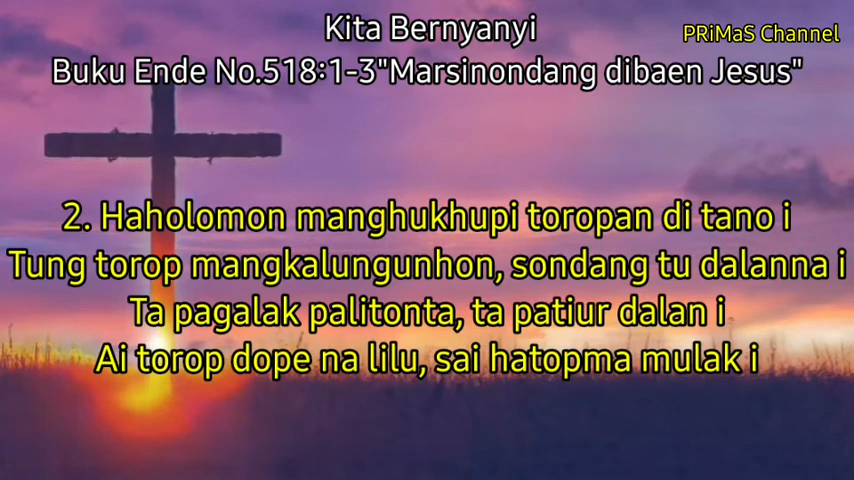 Kita Bernyanyi
PRiMaS Channel
Buku Ende No.518:1-3"Marsinondang dibaen Jesus"
2. Haholomon manghukhupi toropan di tano i
Tung torop mangkalungunhon, sondang tu dalanna i
Ta pagalak palitonta, ta patiur dalan i
Ai torop dope na lilu, sai hatopma mulak i